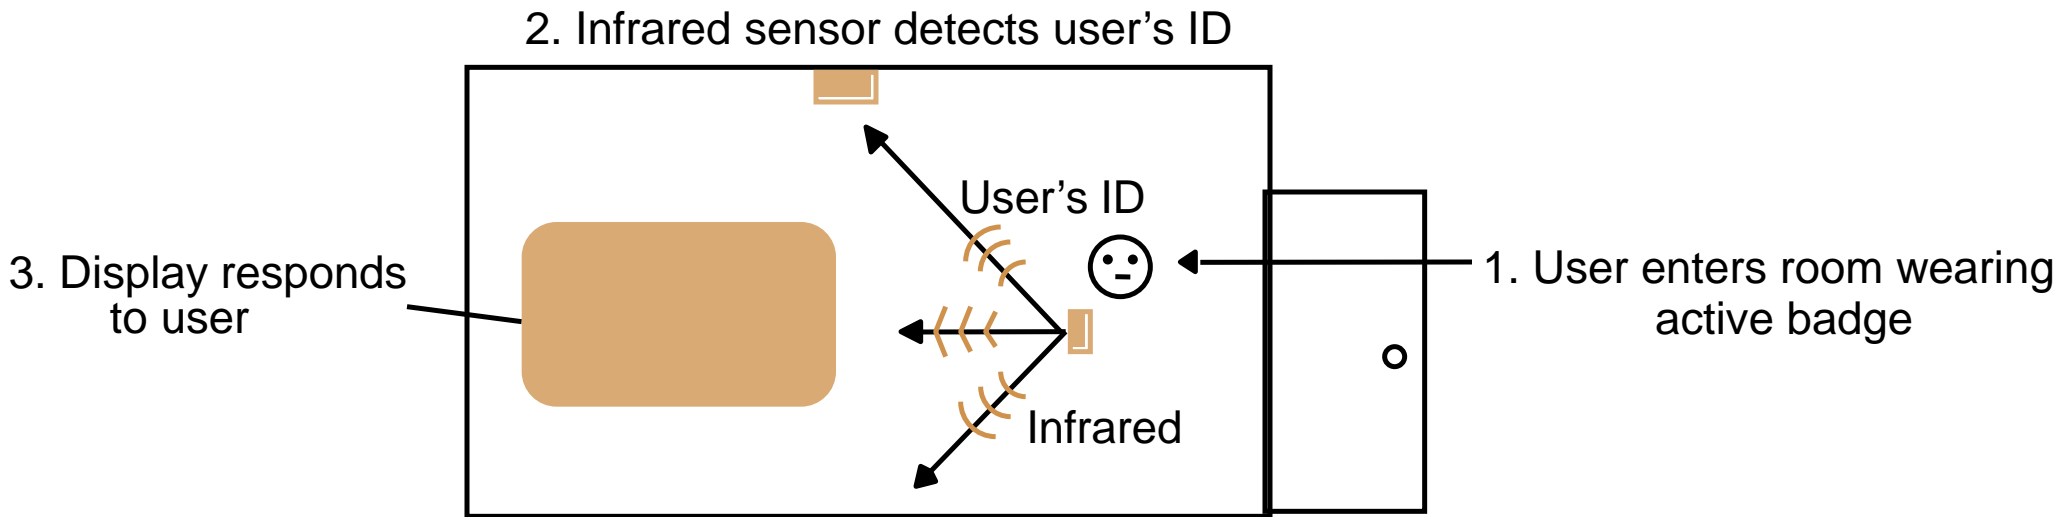 2. Infrared sensor detects user’s ID
User’s ID
3. Display responds
to user
1. User enters room wearing
active badge
Infrared